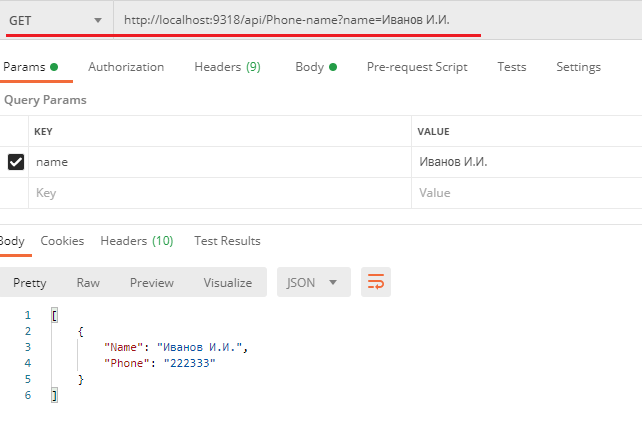 GET http://localhost:9318/api/Phone-name?name=Иванов И.И.
Params Authorization Headers (9) Body Pre-request Script Tests Settings
Query Params
KEY VALUE
name Иванов И.И.
Key Value
Body Cookies Headers (10) Test Results
Pretty Raw Preview Visualize JSON
1 [
2 {
3 "Name": "Иванов И.И.",
4 "Phone": "222333"
5 }
6 ]